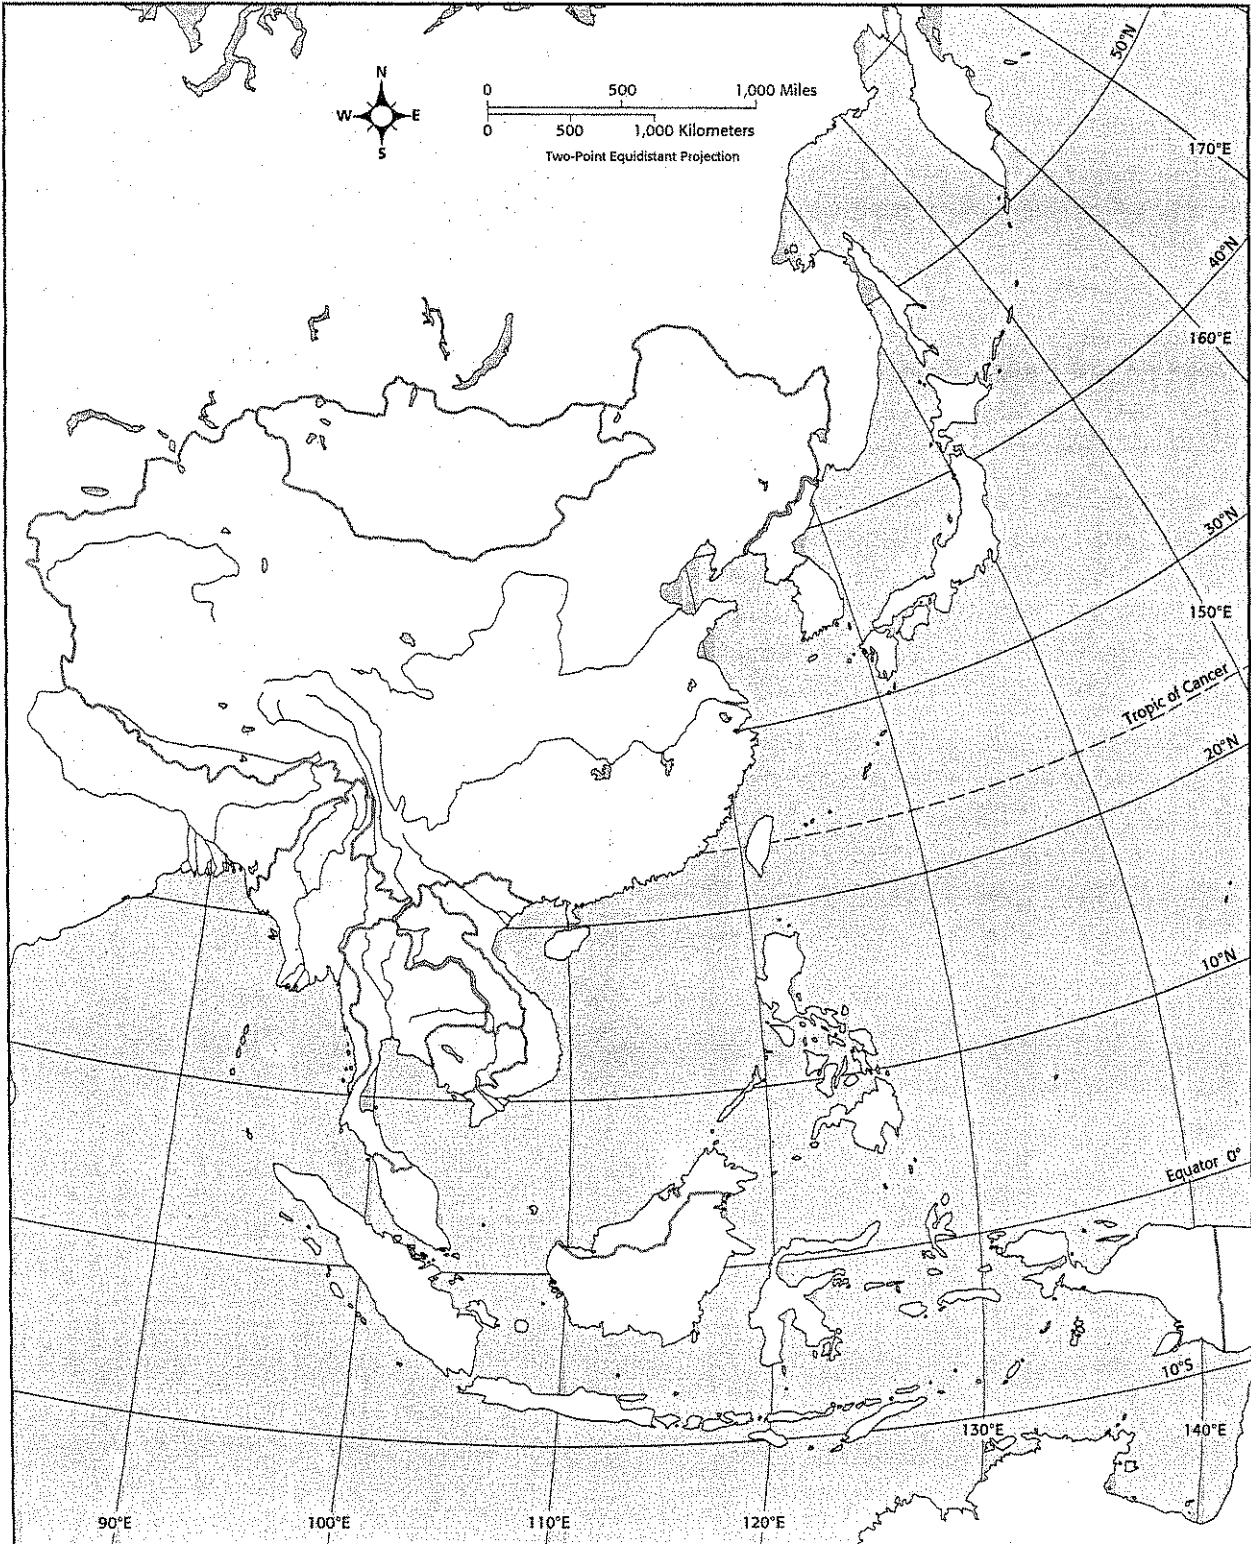 50°N
N
0 500 1,000 Miles
W E
0 500 1,000 Kilometers
S
Two-Point Equidistant Projection
170°E
40°N
160°E
30°N
150°E
Tropic of Cancer
20°N
10°N
Equator 0°
10°S
130°E 140°E
90°E 100°E 110°E 120°E